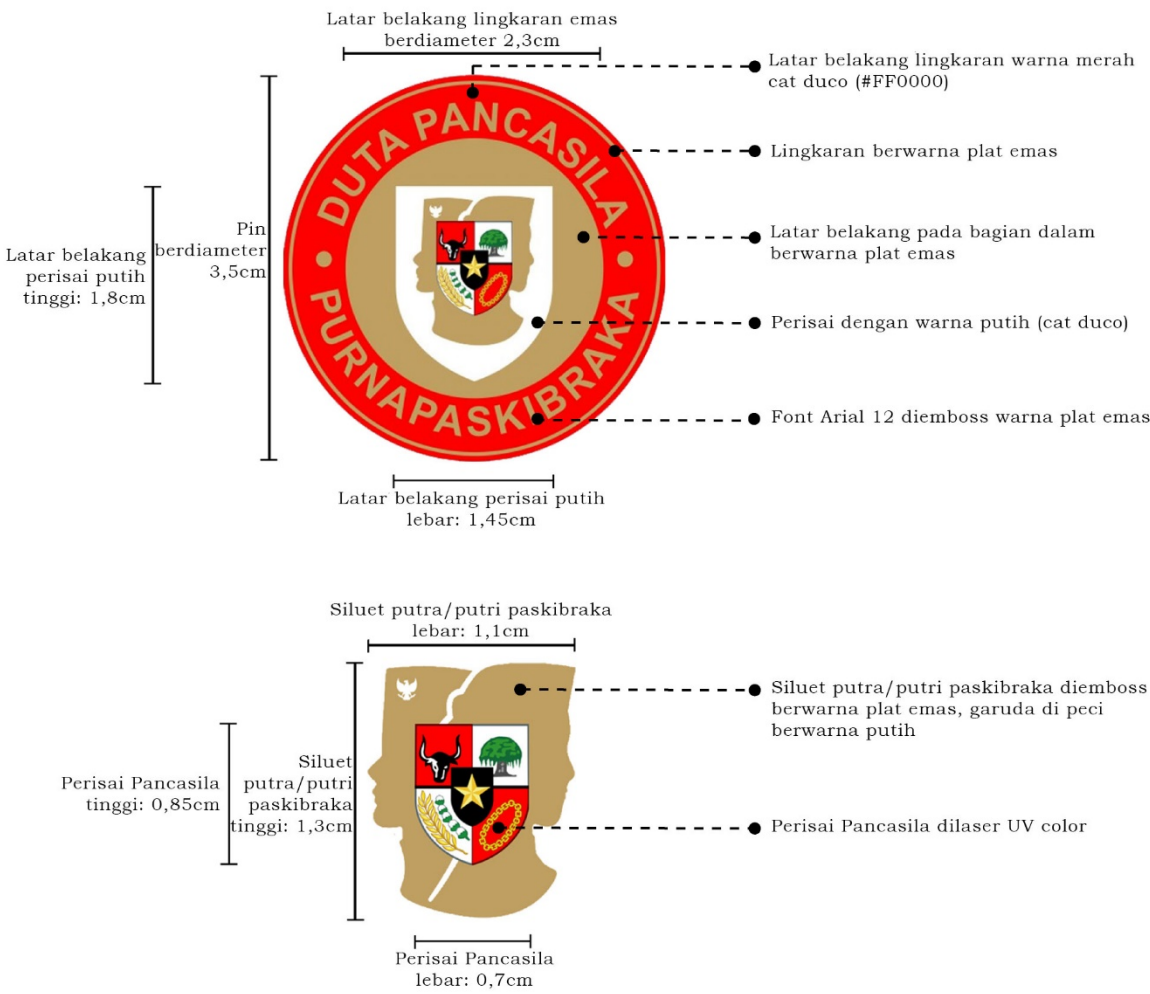 Latar belakang lingkaran emas
berdiameter 2,3cm
Latar belakang lingkaran warna merah
cat duco (#FF0000)
DUTA PANCASILA
Lingkaran berwarna plat emas
Pin
berdiameter
3,5cm
Latar belakang
perisai putih
tinggi: 1,8cm
Latar belakang pada bagian dalam
berwarna plat emas
Perisai dengan warna putih (cat duco)
PURNAPASKIBRAKA
Font Arial 12 diemboss warna plat emas
Latar belakang perisai putih
lebar: 1,45cm
Siluet putra/putri paskibraka
lebar: 1,1cm
Siluet putra/putri paskibraka diemboss
berwarna plat emas, garuda di peci
berwarna putih
Perisai Pancasila
tinggi: 0,85cm
Siluet
putra/putri
paskibraka
tinggi: 1,3cm
Perisai Pancasila dilaser UV color
Perisai Pancasila
lebar: 0,7cm